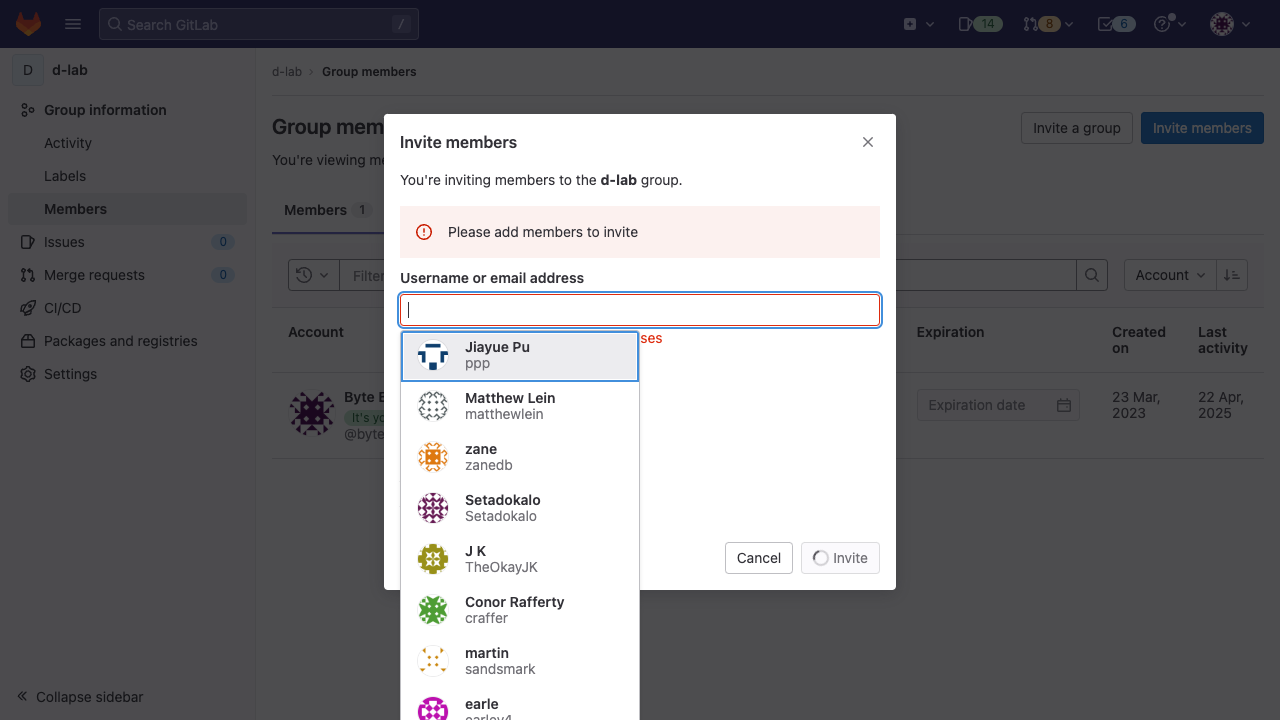 Search GitLab
/
14
8
6
D
d-lab
d-lab
Group members
Group information
Activity
Labels
Members
Issues
0
Merge requests
0
CI/CD
Packages and registries
Settings
Collapse sidebar
Group mem
Invite a group
Invite members
You're viewing me
Members 1
Filter
Account
Account
Expiration
Created on
Last activity
Byte B
It's yo
@byte
Expiration date
23 Mar, 2023
22 Apr, 2025
Invite members
You're inviting members to the d-lab group.
Please add members to invite
Username or email address
ses
Jiayue Pu
ppp
Matthew Lein
matthewlein
zane
zanedb
Setadokalo
Setadokalo
J K
TheOkayJK
Conor Rafferty
craffer
martin
sandsmark
earle
earley4
Cancel
Invite